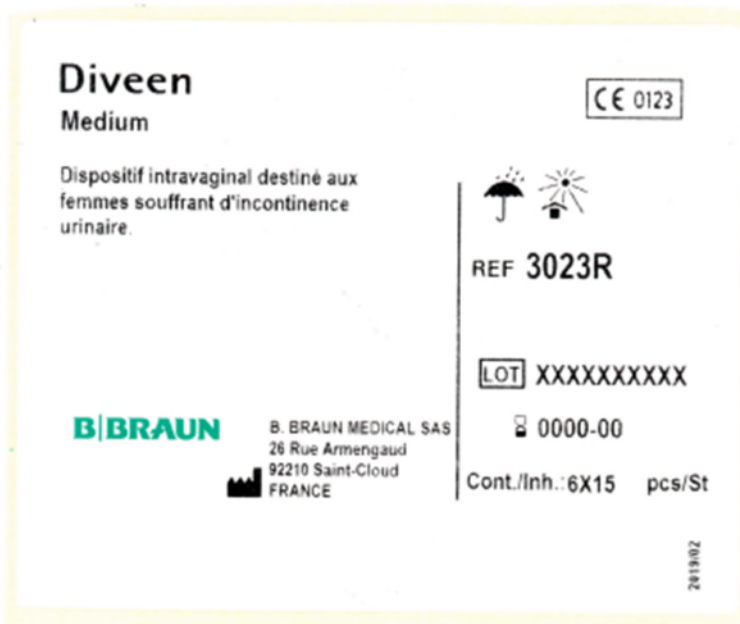 Diveen
Medium
CE 0123
Dispositif intravaginal destiné aux
femmes souffrant d'incontinence
urinaire.
REF 3023R
LOT XXXXXXXXXX
0000-00
Cont./Inh.:6X15 pcs/St
B|BRAUN
B. BRAUN MEDICAL SAS
26 Rue Armengaud
92210 Saint-Cloud
FRANCE
2019/02